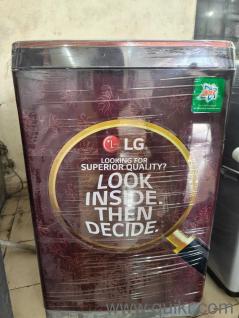 LG
LOOKING FOR
SUPERIOR QUALITY?
LOOK
INSIDE.
THEN
DECIDE.
www.quikr.com